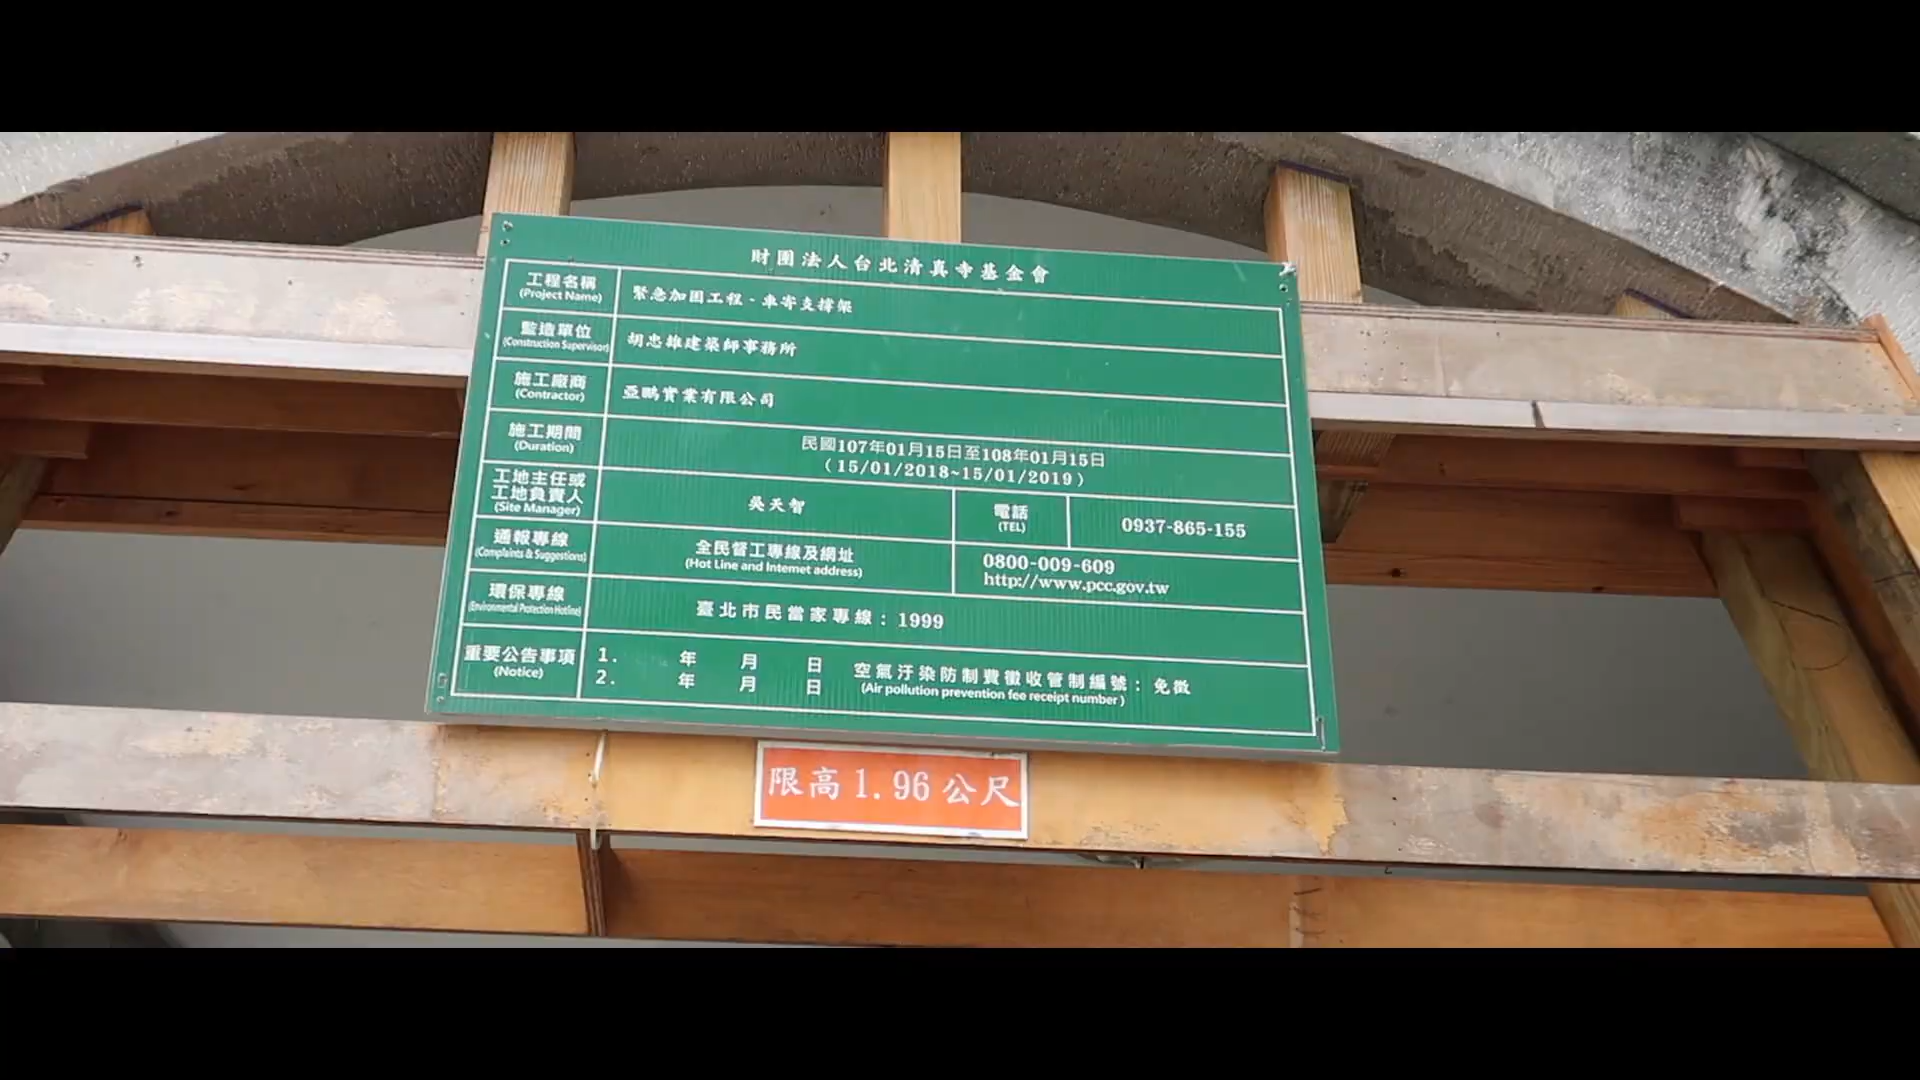 財團法人台北清真寺基金會
工程名稱 緊急加固工程-車寄支撐架
(Project Name)
監造單位 胡忠雄建築師事務所
(Construction Supervisor)
施工廠商 亞鵬實業有限公司
(Contractor)
施工期間 民國107年01月15日至108年01月15日
(Duration) (15/01/2018~15/01/2019)
工地主任或
工地負責人 吳天智 電話 0937-865-155
(Site Manager) (TEL)
通報專線 全民督工專線及網址 0800-009-609
(Complaints & Suggestions) (Hot Line and Internet address) http://www.pcc.gov.tw
環保專線 臺北市民當家專線: 1999
(Environmental Protection Hotline)
重要公告事項 1. 年 月 日 空氣汙染防制費徵收管制編號: 免徵
(Notice) 2. 年 月 日 (Air pollution prevention fee receipt number)
限高1.96公尺